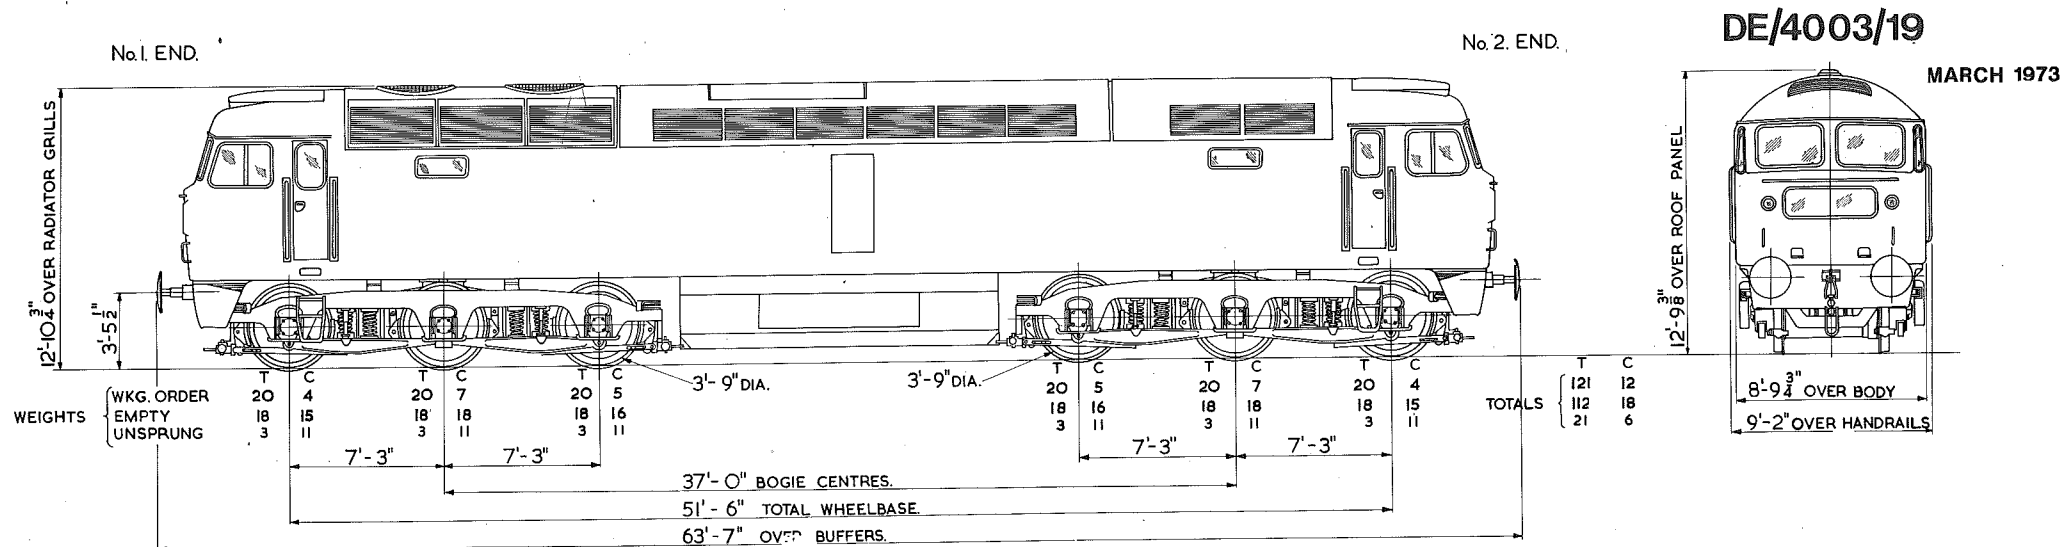 DE/4003/19
MARCH 1973
No.1. END.
No.2. END.
12'-10¾" OVER RADIATOR GRILLS
3'-5½"
12'-9⅜" OVER ROOF PANEL
3'-9" DIA.
3'-9" DIA.
T C T C T C T C T C T C T C
WEIGHTS
WKG. ORDER 20 4 20 7 20 5 20 5 20 7 20 4
EMPTY 18 15 18 18 18 16 18 16 18 18 18 15
UNSPRUNG 3 11 3 11 3 11 3 11 3 11 3 11
TOTALS
121 12
112 18
21 6
8'-9¾" OVER BODY
9'-2" OVER HANDRAILS
7'-3" 7'-3" 7'-3" 7'-3"
37'-0" BOGIE CENTRES.
51'-6" TOTAL WHEELBASE.
63'-7" BUFFERS.